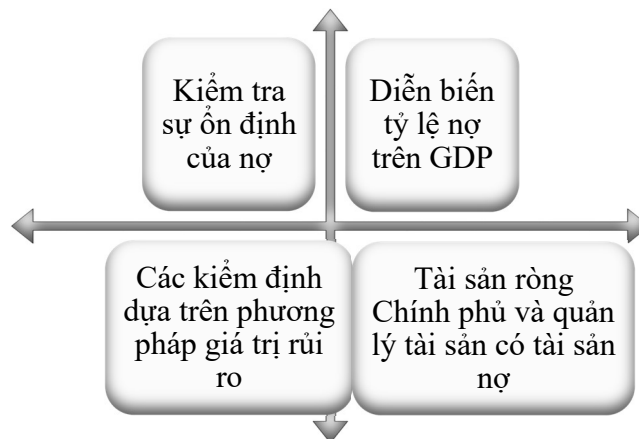 Kiểm tra
sự ổn định
của nợ
Diễn biến
tỷ lệ nợ
trên GDP
Các kiểm định
dựa trên phương
pháp giá trị rủi
ro
Tài sản ròng
Chính phủ và quản
lý tài sản có tài sản
nợ